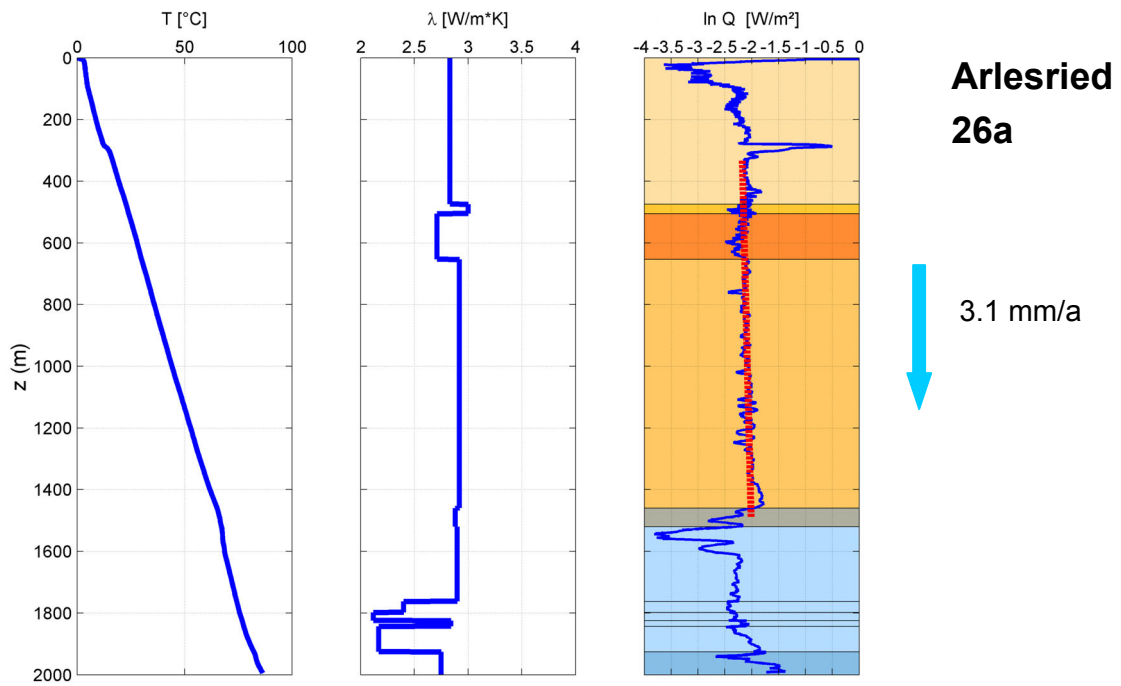 T [°C]
0 50 100
λ [W/m*K]
2 2.5 3 3.5 4
ln Q [W/m²]
-4 -3.5 -3 -2.5 -2 -1.5 -1 -0.5 0
z (m)
0
200
400
600
800
1000
1200
1400
1600
1800
2000
Arlesried
26a
3.1 mm/a